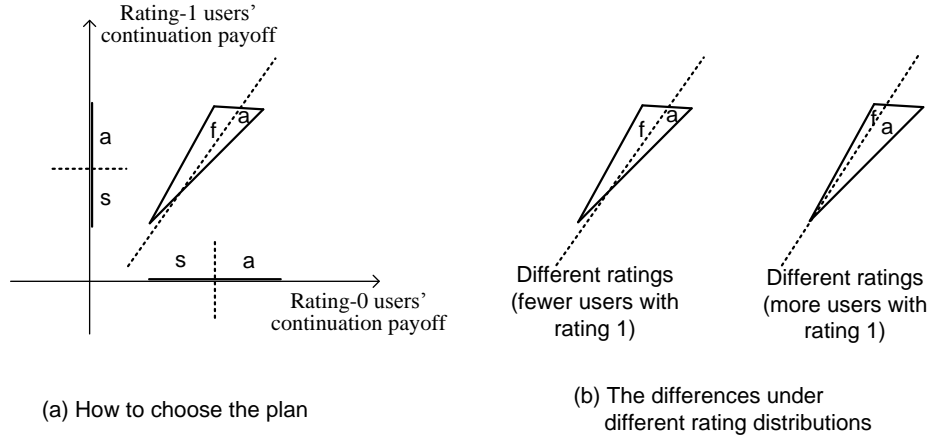 Rating-1 users'
continuation payoff
a
s
f
a
s
a
Rating-0 users'
continuation payoff
(a) How to choose the plan
f
a
Different ratings
(fewer users with
rating 1)
f
a
Different ratings
(more users with
rating 1)
(b) The differences under
different rating distributions